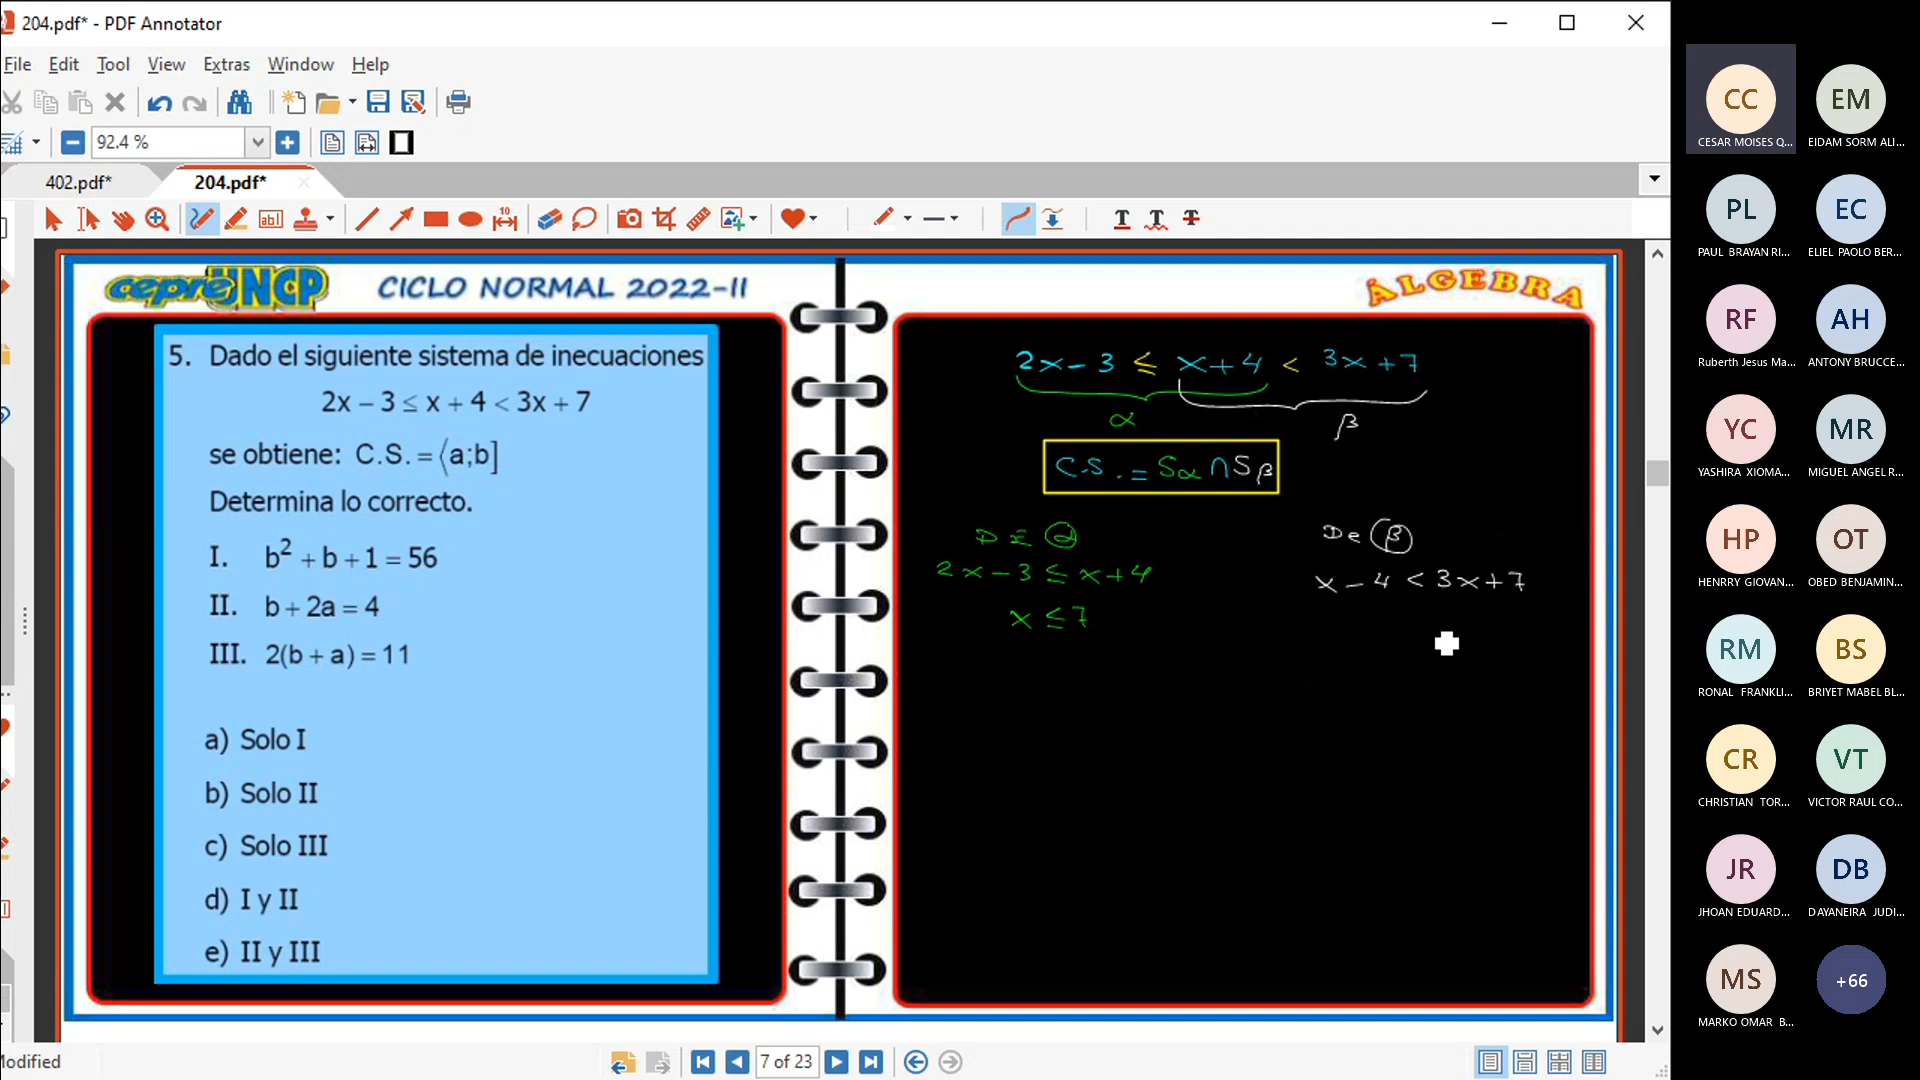 204.pdf* - PDF Annotator
File Edit Tool View Extras Window Help
92.4 %
402.pdf* 204.pdf*
cepreUNCP CICLO NORMAL 2022-II ÁLGEBRA
5. Dado el siguiente sistema de inecuaciones
2x − 3 ≤ x + 4 < 3x + 7
se obtiene: C.S. = ⟨a;b]
Determina lo correcto.
I. b² + b + 1 = 56
II. b + 2a = 4
III. 2(b + a) = 11
a) Solo I
b) Solo II
c) Solo III
d) I y II
e) II y III
2x − 3 ≤ x + 4 < 3x + 7
α β
C.S. = Sα ∩ Sβ
DE α
2x − 3 ≤ x + 4
x ≤ 7
De β
x − 4 < 3x + 7
CC
CESAR MOISES Q...
EM
EIDAM SORM ALI...
PL
PAUL BRAYAN RI...
EC
ELIEL PAOLO BER...
RF
Ruberth Jesus Ma...
AH
ANTONY BRUCCE...
YC
YASHIRA XIOMA...
MR
MIGUEL ANGEL R...
HP
HENRRY GIOVAN...
OT
OBED BENJAMIN...
RM
RONAL FRANKLI...
BS
BRIYET MABEL BL...
CR
CHRISTIAN TOR...
VT
VICTOR RAUL CO...
JR
JHOAN EDUARD...
DB
DAYANEIRA JUDI...
MS
MARKO OMAR B...
+66
Modified
7 of 23